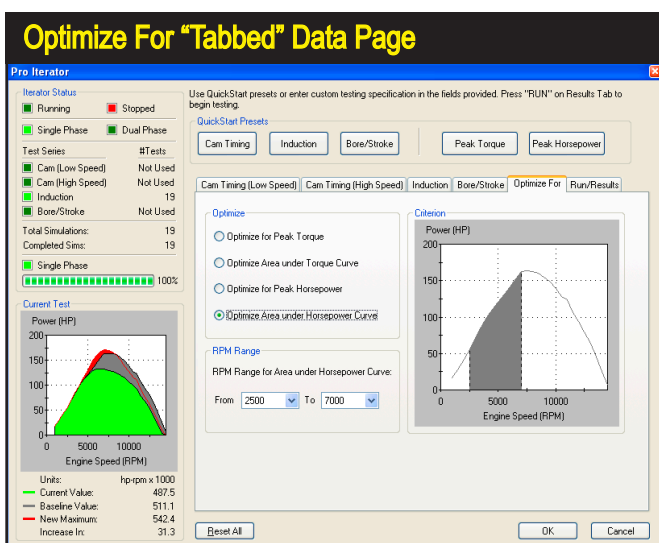 Optimize For “Tabbed” Data Page
Pro Iterator
Iterator Status
Running Stopped
Single Phase Dual Phase
Test Series #Tests
Cam (Low Speed) Not Used
Cam (High Speed) Not Used
Induction 19
Bore/Stroke Not Used
Total Simulations: 19
Completed Sims: 19
Single Phase
100%
Current Test
Power (HP)
200
150
100
50
0
0 5000 10000
Engine Speed (RPM)
Units: hp-rpm x 1000
Current Value: 487.5
Baseline Value: 511.1
New Maximum: 542.4
Increase In: 31.3
Use QuickStart presets or enter custom testing specification in the fields provided. Press "RUN" on Results Tab to
begin testing.
QuickStart Presets
Cam Timing Induction Bore/Stroke Peak Torque Peak Horsepower
Cam Timing (Low Speed) Cam Timing (High Speed) Induction Bore/Stroke Optimize For Run/Results
Optimize
Optimize for Peak Torque
Optimize Area under Torque Curve
Optimize for Peak Horsepower
Optimize Area under Horsepower Curve
RPM Range
RPM Range for Area under Horsepower Curve:
From 2500 To 7000
Criterion
Power (HP)
200
150
100
50
0
0 5000 10000
Engine Speed (RPM)
Reset All OK Cancel